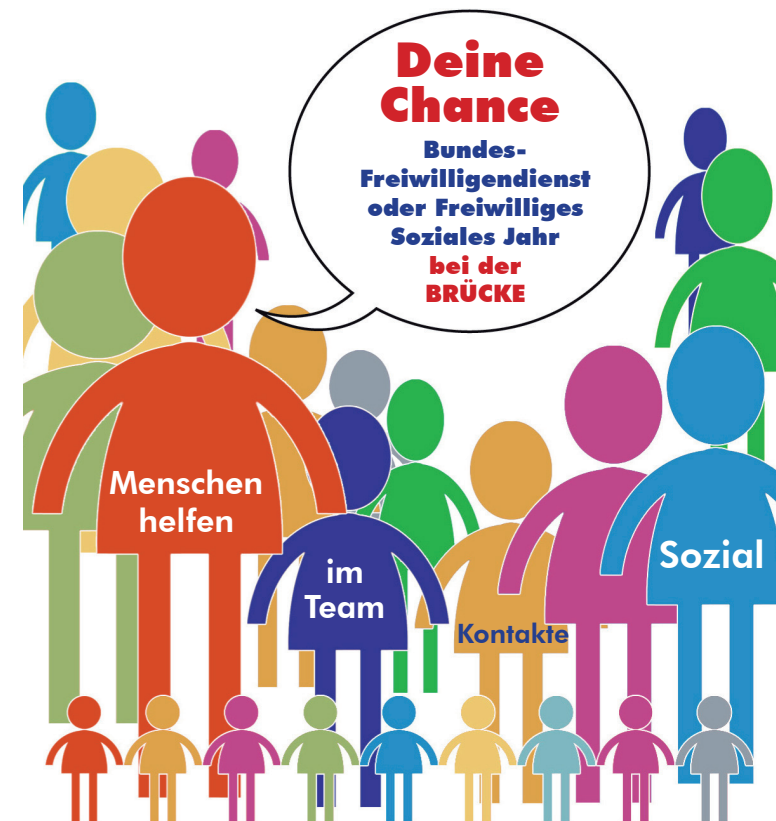 Deine
Chance
Bundes-
Freiwilligendienst
oder Freiwilliges
Soziales Jahr
bei der
BRÜCKE
Menschen
helfen
im
Team
Kontakte
Sozial